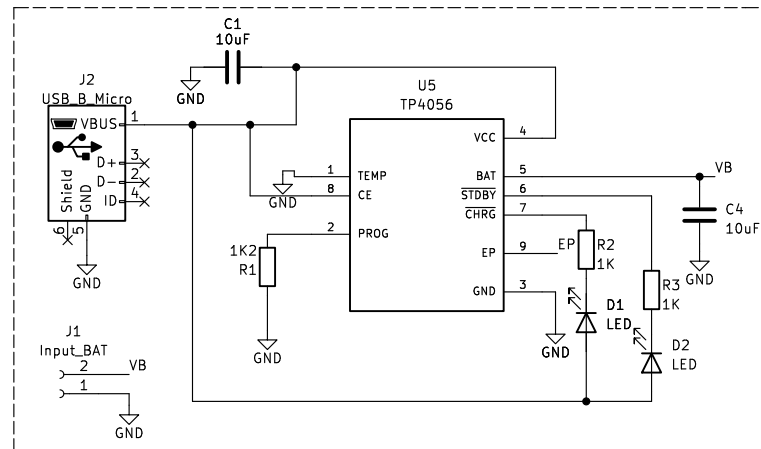 C1
10uF
GND
J2
USB_B_Micro
VBUS
1
D+
3
D-
2
ID
4
Shield
GND
6
5
GND
U5
TP4056
VCC
4
1
TEMP
BAT
5
VB
GND
8
CE
STDBY
6
CHRG
7
2
PROG
1K2
R1
EP
9
EP
R2
1K
C4
10uF
GND
GND
3
R3
1K
D1
LED
GND
GND
D2
LED
J1
Input_BAT
2
VB
1
GND